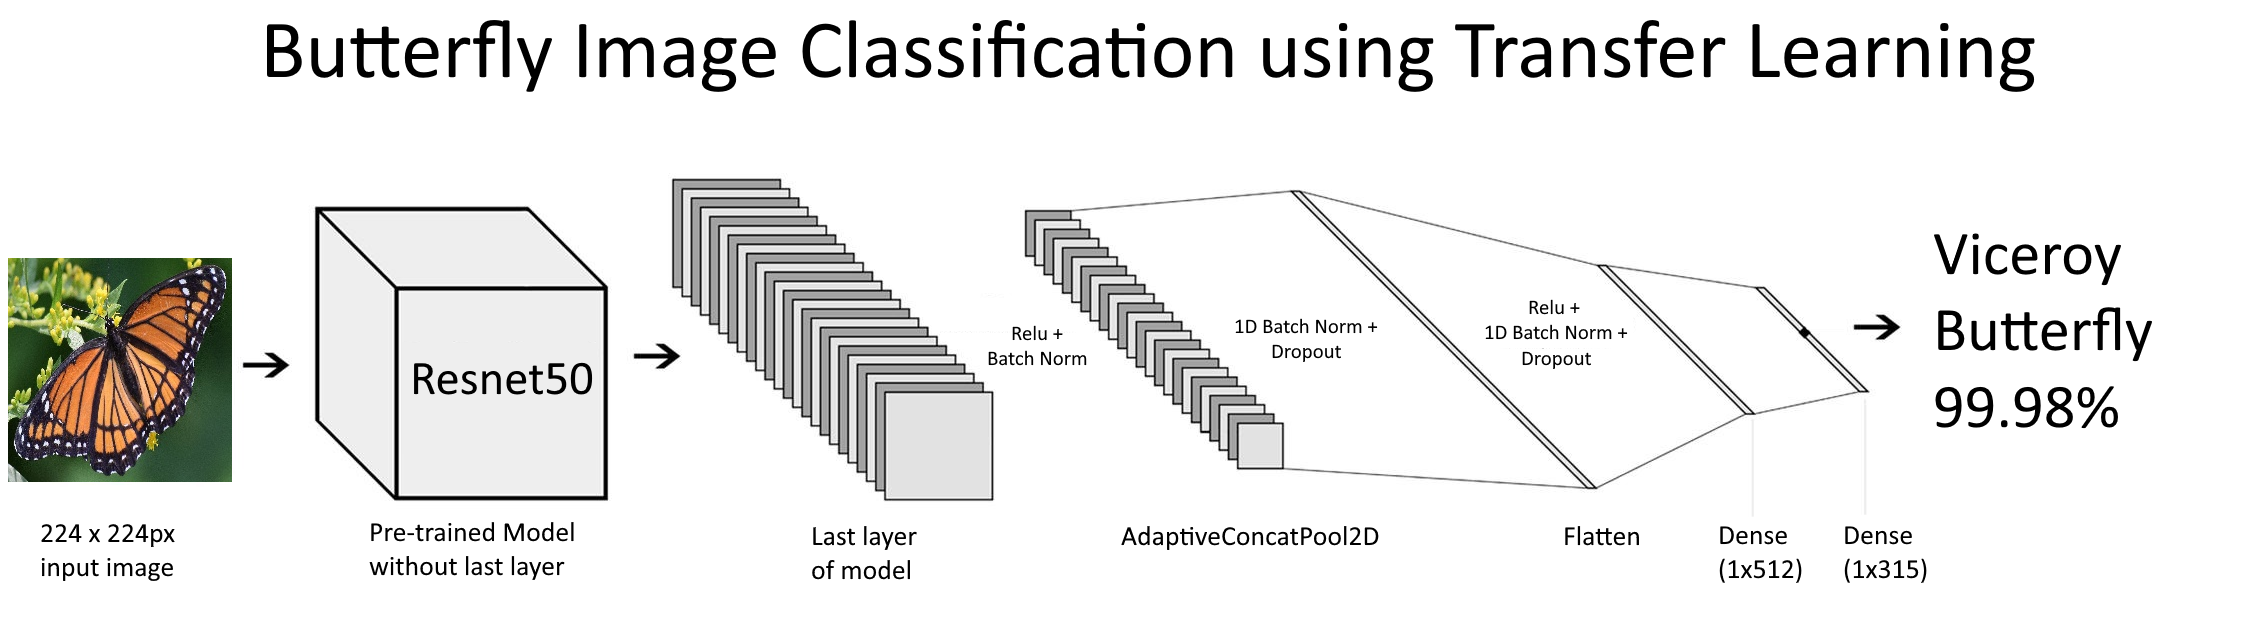 Butterfly Image Classification using Transfer Learning
Resnet50
Relu +
Batch Norm
1D Batch Norm +
Dropout
Relu +
1D Batch Norm +
Dropout
Viceroy
Butterfly
99.98%
224 x 224px
input image
Pre-trained Model
without last layer
Last layer
of model
AdaptiveConcatPool2D
Flatten
Dense
(1x512)
Dense
(1x315)